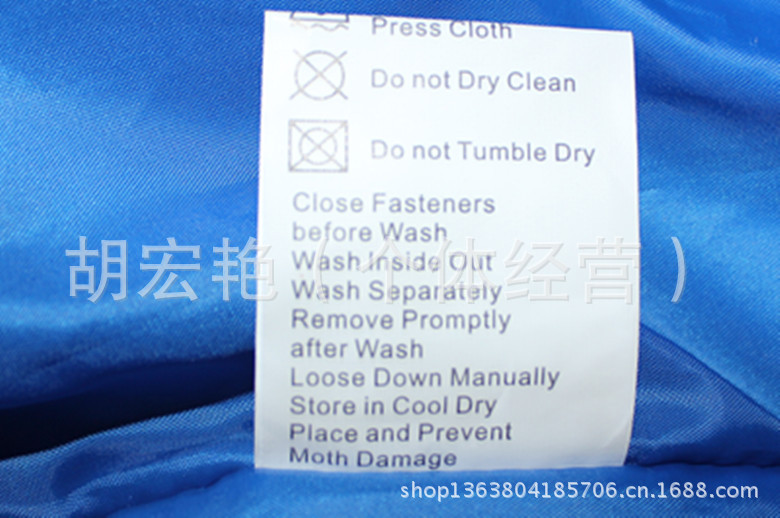 Press Cloth
Do not Dry Clean
Do not Tumble Dry
Close Fasteners
before Wash
Wash Inside Out
Wash Separately
Remove Promptly
after Wash
Loose Down Manually
Store in Cool Dry
Place and Prevent
Moth Damage
胡宏艳（个体经营）
shop1363804185706.cn.1688.com